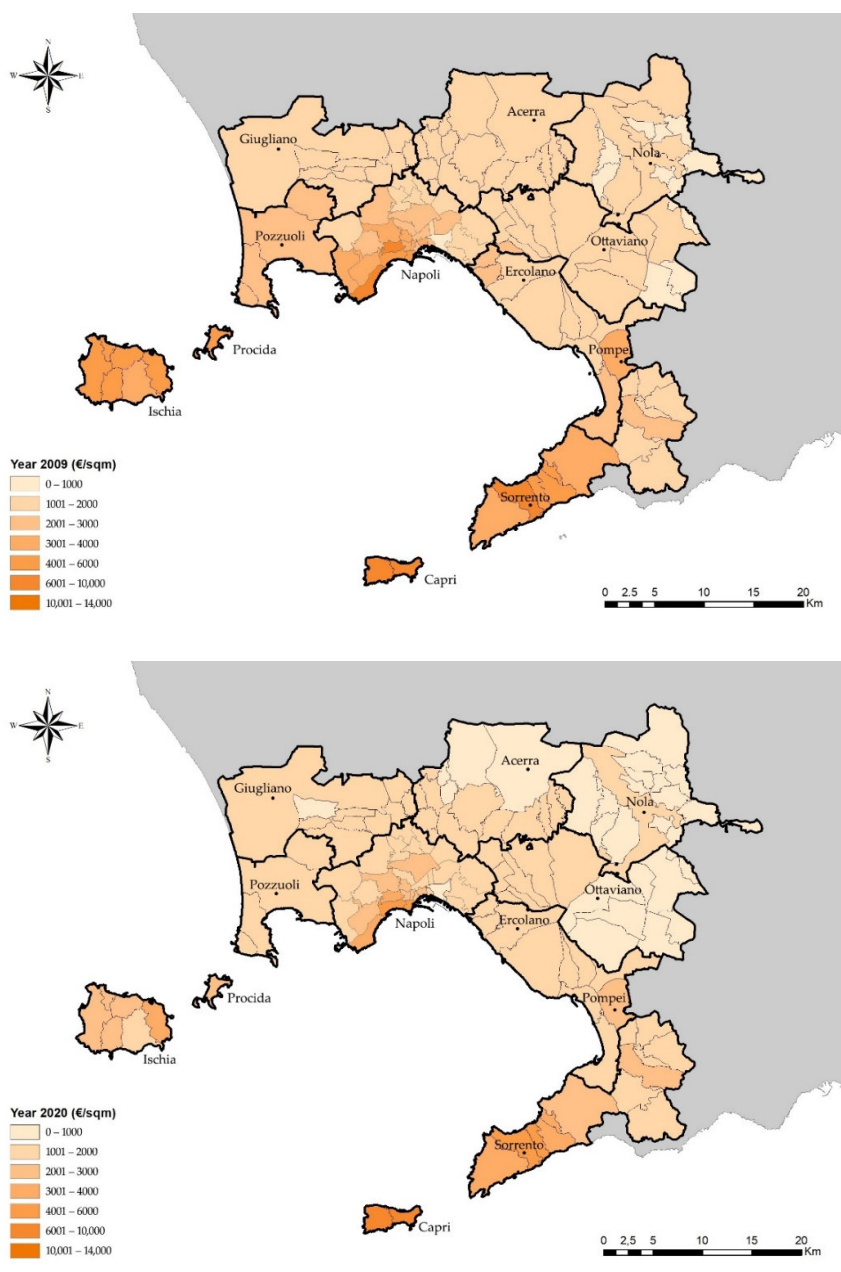 N
W E
S
Acerra
Giugliano
Nola
Pozzuoli
Ottaviano
Napoli
Ercolano
Procida
Pompei
Ischia
Year 2009 (€/sqm)
0 – 1000
1001 – 2000
2001 – 3000
3001 – 4000
4001 – 6000
6001 – 10,000
10,001 – 14,000
Sorrento
Capri
0 2,5 5 10 15 20
Km
N
W E
S
Acerra
Giugliano
Nola
Pozzuoli
Ottaviano
Napoli
Ercolano
Procida
Pompei
Ischia
Year 2020 (€/sqm)
0 – 1000
1001 – 2000
2001 – 3000
3001 – 4000
4001 – 6000
6001 – 10,000
10,001 – 14,000
Sorrento
Capri
0 2,5 5 10 15 20
Km